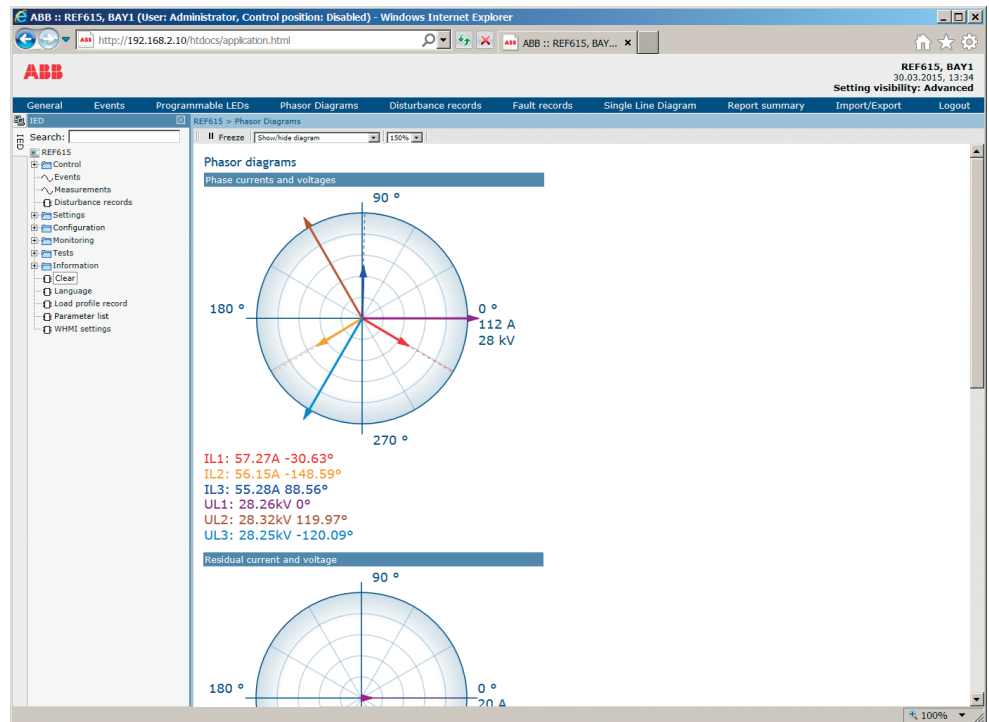 ABB :: REF615, BAY1 (User: Administrator, Control position: Disabled) - Windows Internet Explorer
http://192.168.2.10/htdocs/application.html
ABB :: REF615, BAY...
ABB
REF615, BAY1
30.03.2015, 13:34
Setting visibility: Advanced
General Events Programmable LEDs Phasor Diagrams Disturbance records Fault records Single Line Diagram Report summary Import/Export Logout
IED
IED
Search:
REF615
Control
Events
Measurements
Disturbance records
Settings
Configuration
Monitoring
Tests
Information
Clear
Language
Load profile record
Parameter list
WHMI settings
REF615 > Phasor Diagrams
Freeze Show/hide diagram 150%
Phasor diagrams
Phase currents and voltages
90 °
180 °
0 °
112 A
28 kV
270 °
IL1: 57.27A -30.63°
IL2: 56.15A -148.59°
IL3: 55.28A 88.56°
UL1: 28.26kV 0°
UL2: 28.32kV 119.97°
UL3: 28.25kV -120.09°
Residual current and voltage
90 °
180 °
0 °
20 A
100%